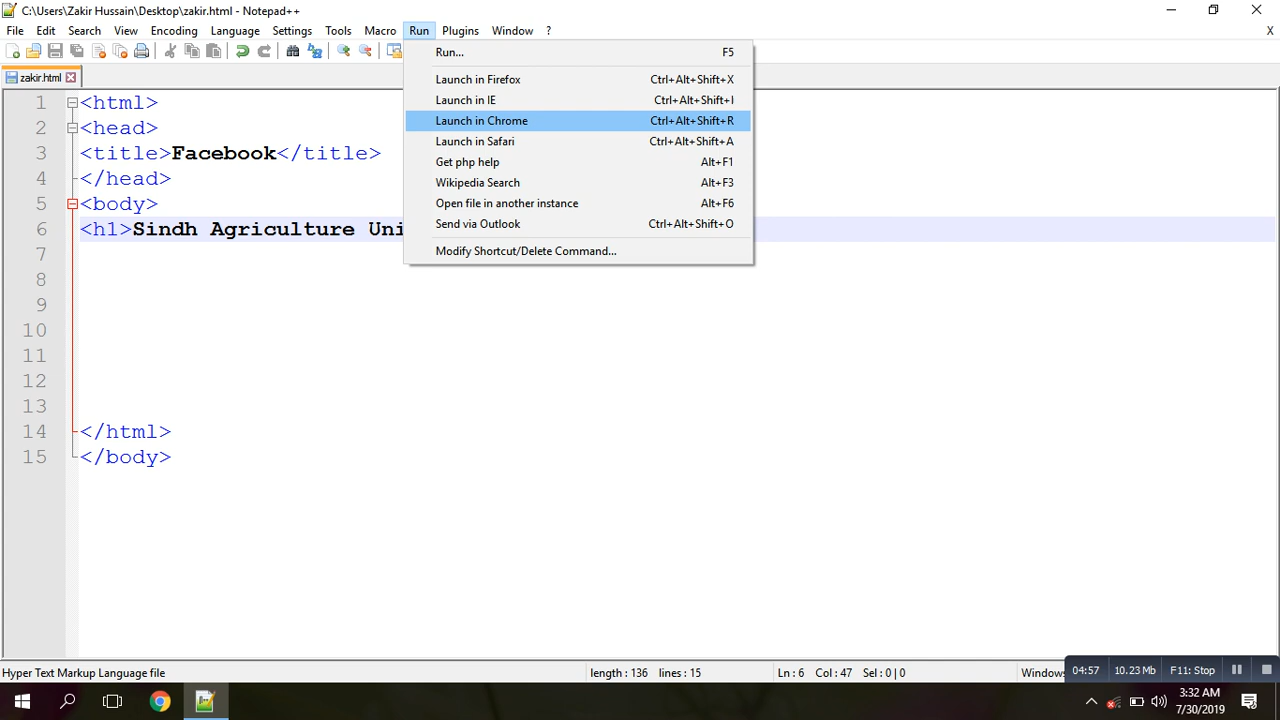 C:\Users\Zakir Hussain\Desktop\zakir.html - Notepad++
File Edit Search View Encoding Language Settings Tools Macro Run Plugins Window ? X
zakir.html
Run... F5
Launch in Firefox Ctrl+Alt+Shift+X
Launch in IE Ctrl+Alt+Shift+I
Launch in Chrome Ctrl+Alt+Shift+R
Launch in Safari Ctrl+Alt+Shift+A
Get php help Alt+F1
Wikipedia Search Alt+F3
Open file in another instance Alt+F6
Send via Outlook Ctrl+Alt+Shift+O
Modify Shortcut/Delete Command...
1 <html>
2 <head>
3 <title>Facebook</title>
4 </head>
5 <body>
6 <h1>Sindh Agriculture Uni
7
8
9
10
11
12
13
14 </html>
15 </body>
Hyper Text Markup Language file length : 136 lines : 15 Ln : 6 Col : 47 Sel : 0 | 0 Windows
04:57 10.23 Mb F11: Stop
3:32 AM
7/30/2019